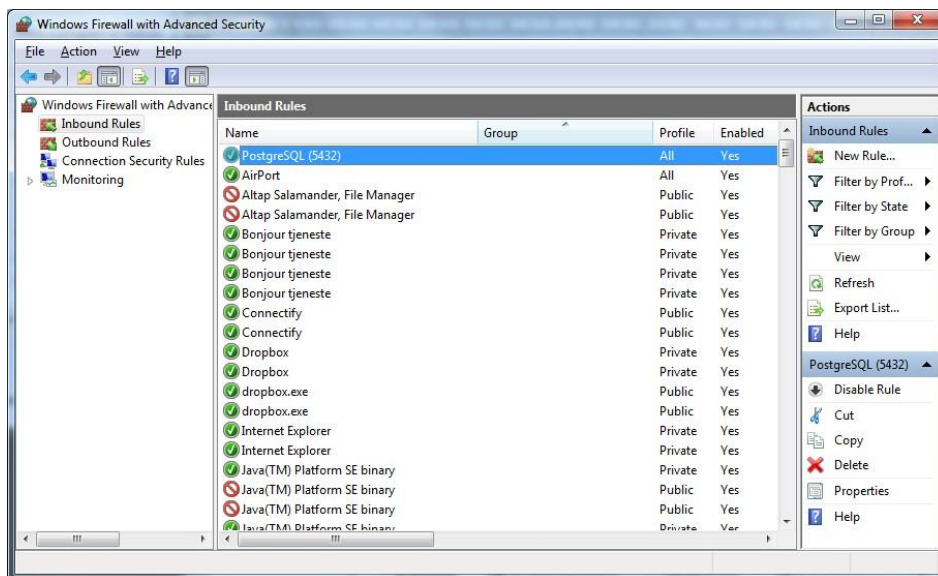 Windows Firewall with Advanced Security
File Action View Help
Windows Firewall with Advance
Inbound Rules
Outbound Rules
Connection Security Rules
Monitoring
Inbound Rules
Name Group Profile Enabled
PostgreSQL (5432) All Yes
AirPort All Yes
Altap Salamander, File Manager Public Yes
Altap Salamander, File Manager Public Yes
Bonjour tjeneste Private Yes
Bonjour tjeneste Private Yes
Bonjour tjeneste Private Yes
Bonjour tjeneste Private Yes
Connectify Public Yes
Connectify Public Yes
Dropbox Private Yes
Dropbox Private Yes
dropbox.exe Public Yes
dropbox.exe Public Yes
Internet Explorer Private Yes
Internet Explorer Private Yes
Java(TM) Platform SE binary Private Yes
Java(TM) Platform SE binary Public Yes
Java(TM) Platform SE binary Public Yes
Java(TM) Platform SE binary Private Yes
Actions
Inbound Rules
New Rule...
Filter by Prof...
Filter by State
Filter by Group
View
Refresh
Export List...
Help
PostgreSQL (5432)
Disable Rule
Cut
Copy
Delete
Properties
Help